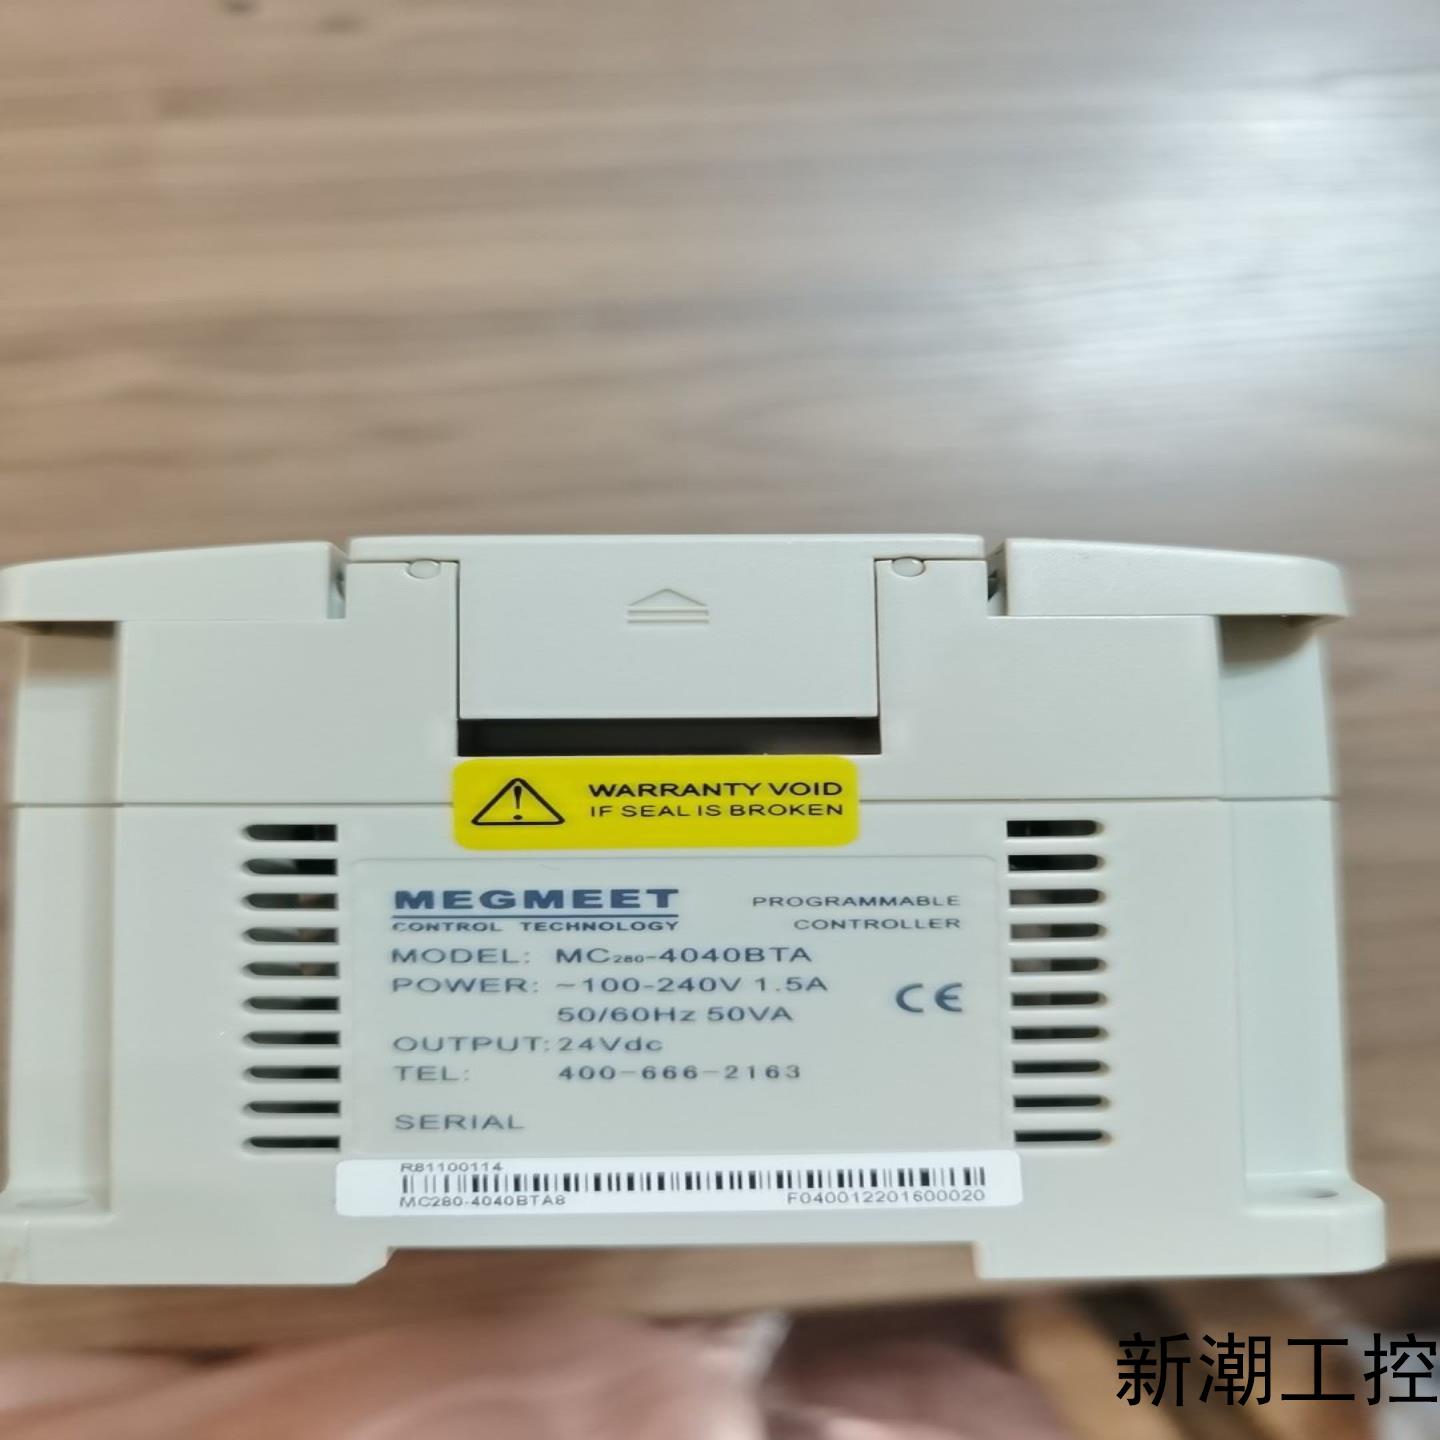 WARRANTY VOID
IF SEAL IS BROKEN
MEGMEET
CONTROL TECHNOLOGY
PROGRAMMABLE
CONTROLLER
MODEL: MC280-4040BTA
POWER: ~100-240V 1.5A
50/60Hz 50VA
CE
OUTPUT: 24Vdc
TEL: 400-666-2163
SERIAL
R81100114
MC280-4040BTA8 F040012201600020
新潮工控